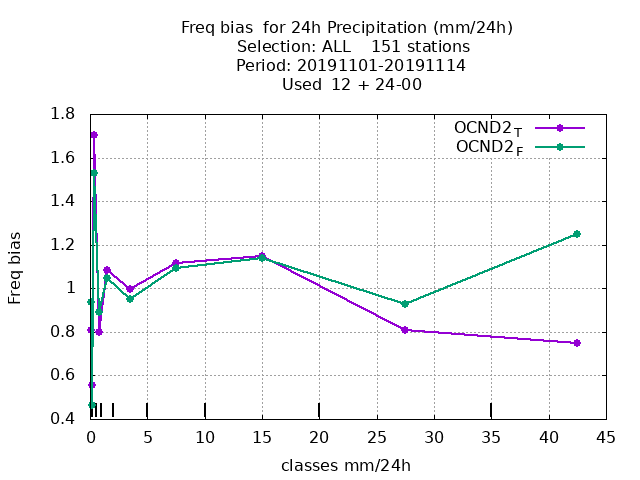 Freq bias  for 24h Precipitation (mm/24h)
Selection: ALL    151 stations
Period: 20191101-20191114
Used  12 + 24-00
OCND2T
OCND2F
1.8
1.6
1.4
1.2
1
0.8
0.6
0.4
Freq bias
0 5 10 15 20 25 30 35 40 45
classes mm/24h